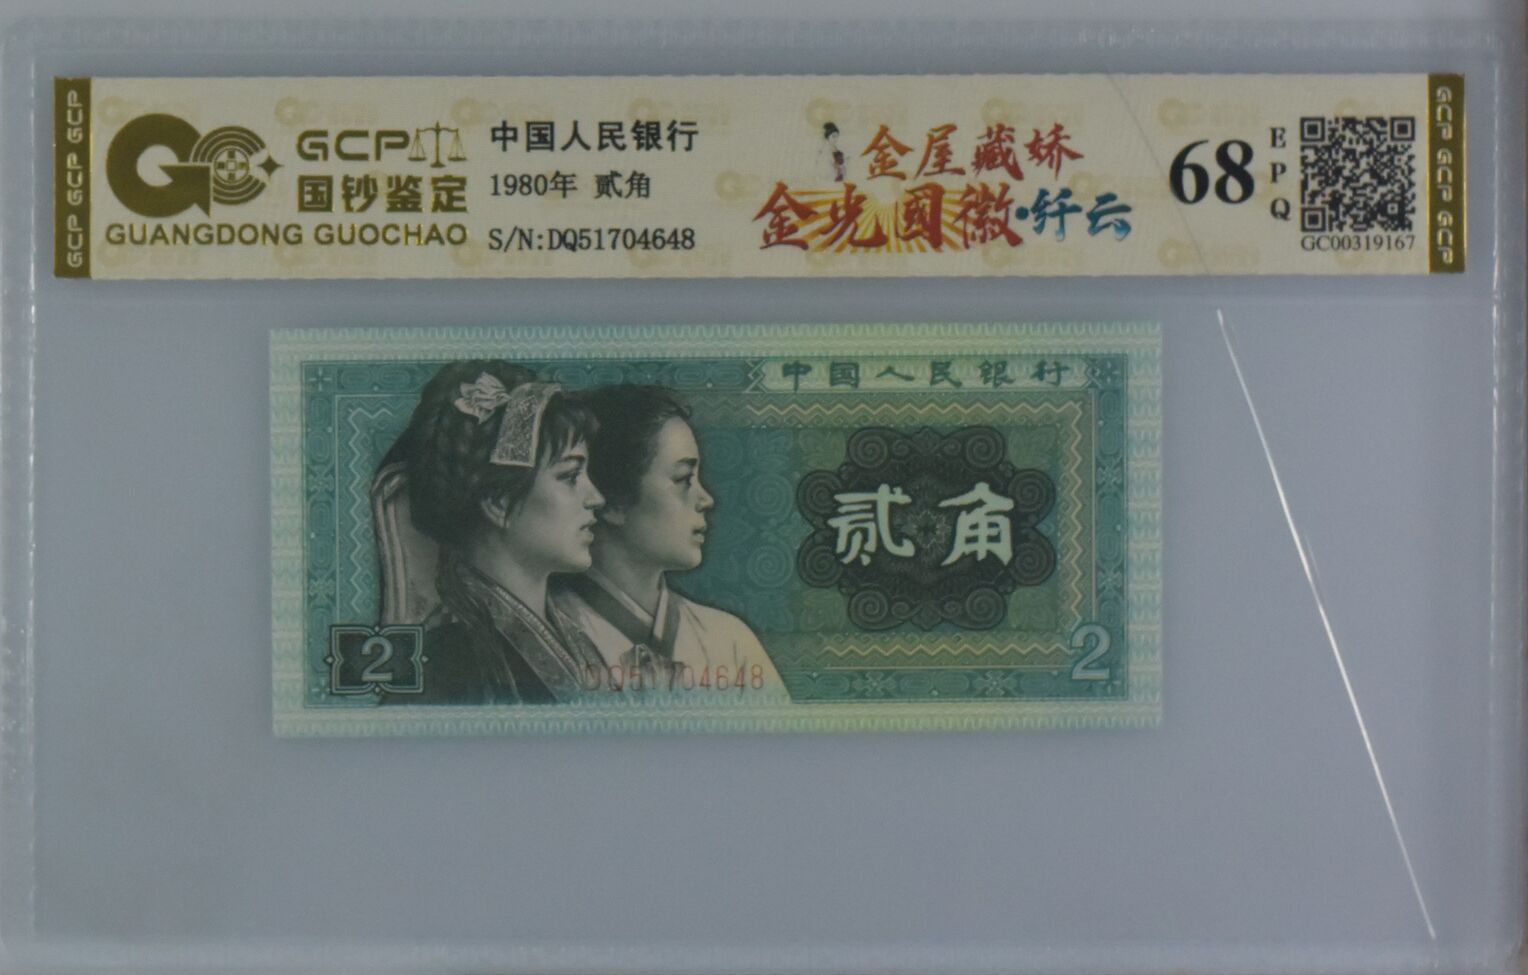 GCP
国钞鉴定
GUANGDONG GUOCHAO
中国人民银行
1980年 贰角
S/N:DQ51704648
金屋藏娇
金光國徽·纤云
68
EPQ
GC00319167
GCP GCP GCP
GCP GCP GCP
中国人民银行
贰角
2
2
DQ51704648